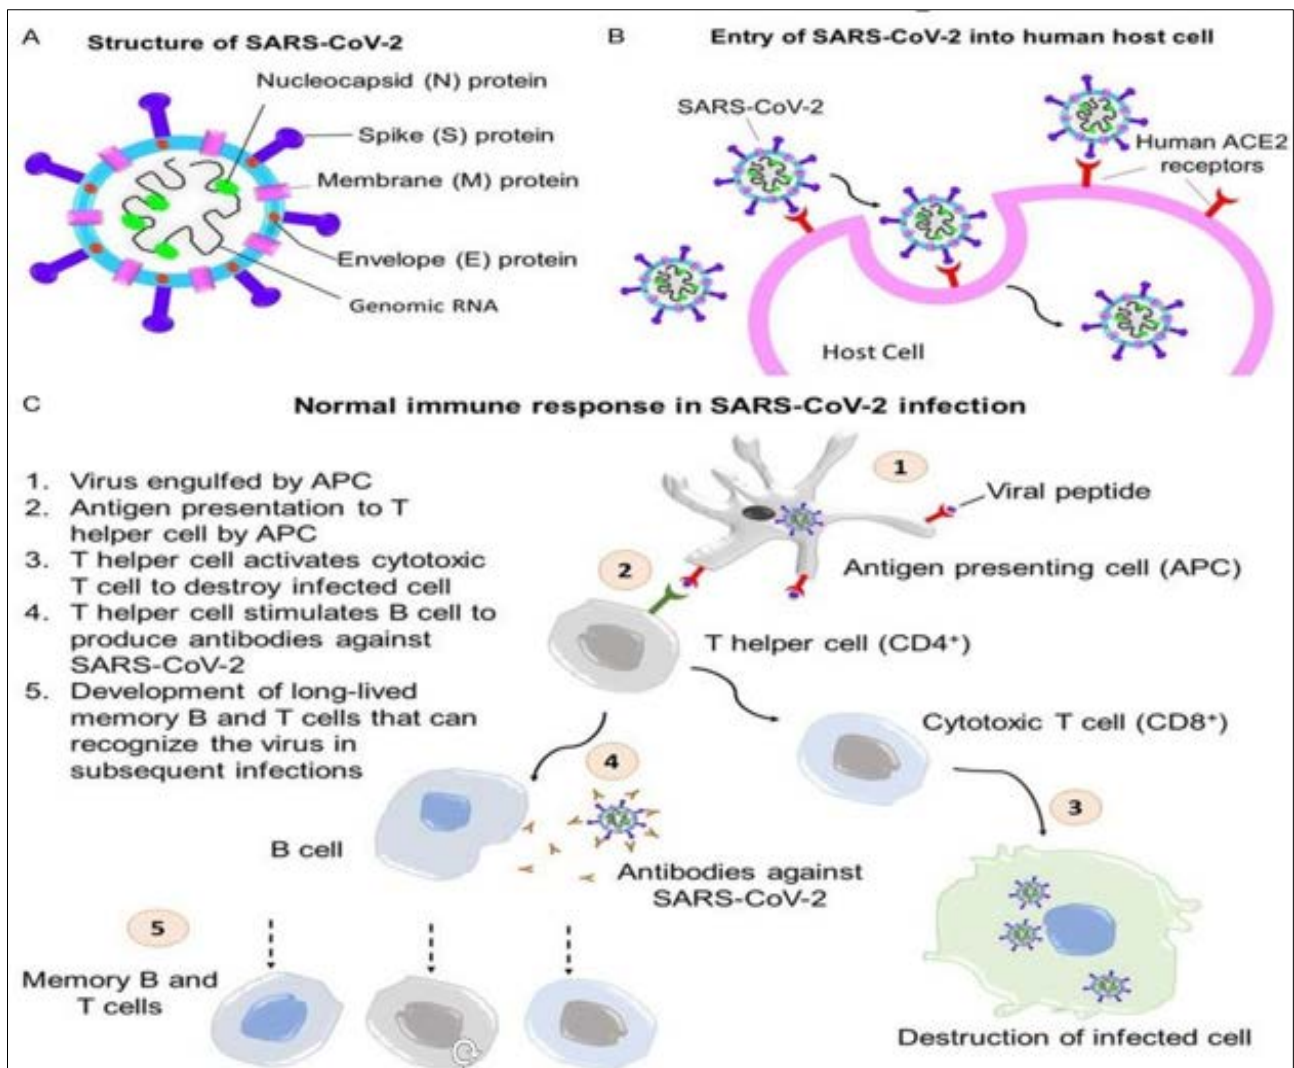 A
Structure of SARS-CoV-2
Nucleocapsid (N) protein
Spike (S) protein
Membrane (M) protein
Envelope (E) protein
Genomic RNA
B
Entry of SARS-CoV-2 into human host cell
SARS-CoV-2
Human ACE2
receptors
Host Cell
C
Normal immune response in SARS-CoV-2 infection
1. Virus engulfed by APC
2. Antigen presentation to T
helper cell by APC
3. T helper cell activates cytotoxic
T cell to destroy infected cell
4. T helper cell stimulates B cell to
produce antibodies against
SARS-CoV-2
5. Development of long-lived
memory B and T cells that can
recognize the virus in
subsequent infections
1
Viral peptide
Antigen presenting cell (APC)
2
T helper cell (CD4⁺)
Cytotoxic T cell (CD8⁺)
3
4
B cell
Antibodies against
SARS-CoV-2
5
Memory B and
T cells
Destruction of infected cell